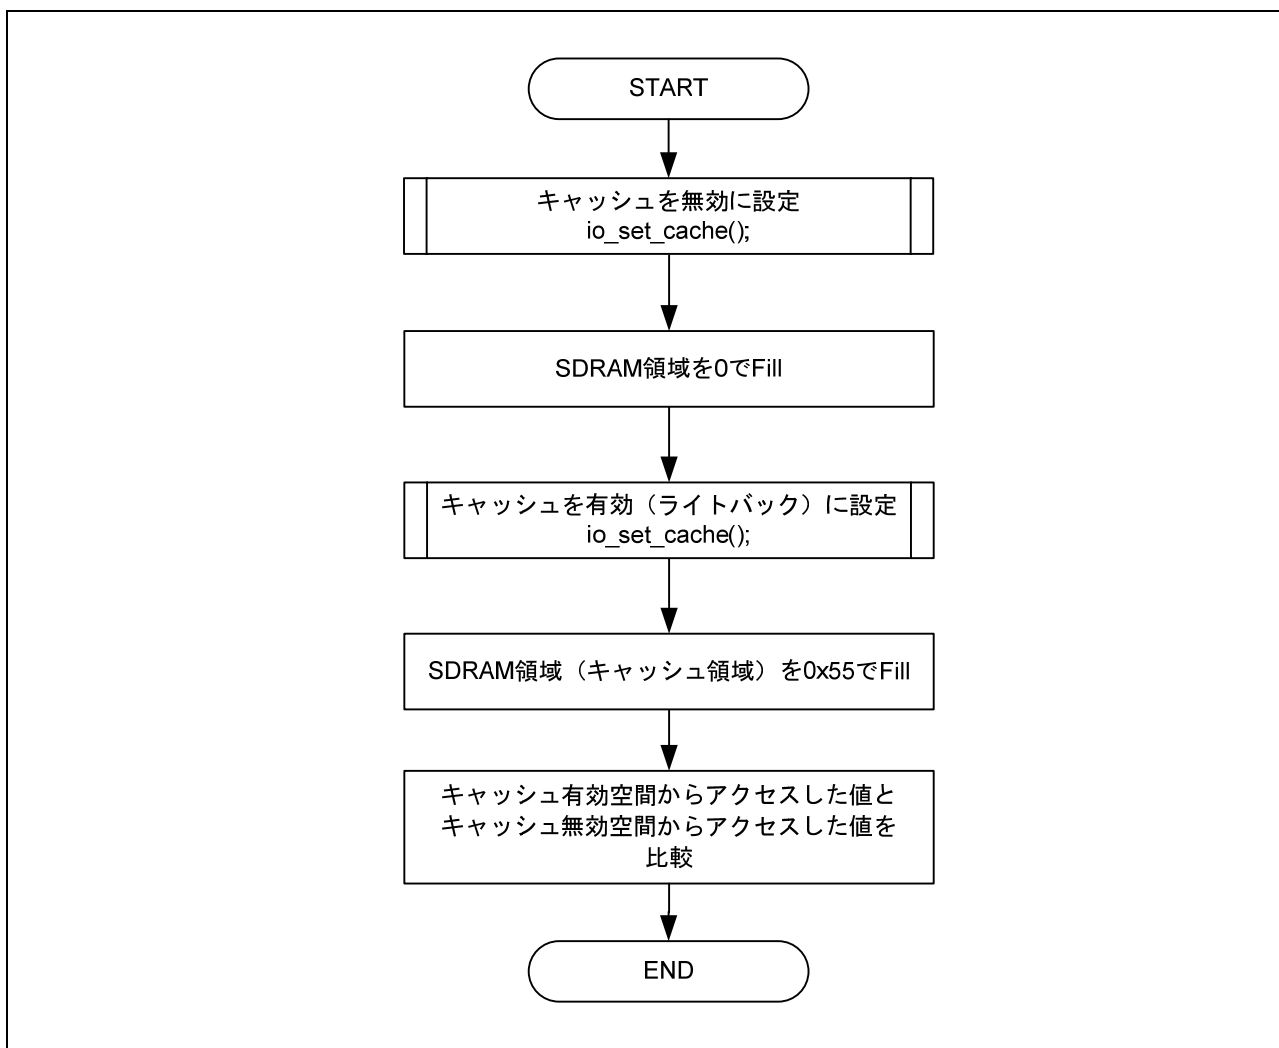 START
キャッシュを無効に設定
io_set_cache();
SDRAM領域を0でFill
キャッシュを有効（ライトバック）に設定
io_set_cache();
SDRAM領域（キャッシュ領域）を0x55でFill
キャッシュ有効空間からアクセスした値と
キャッシュ無効空間からアクセスした値を
比較
END